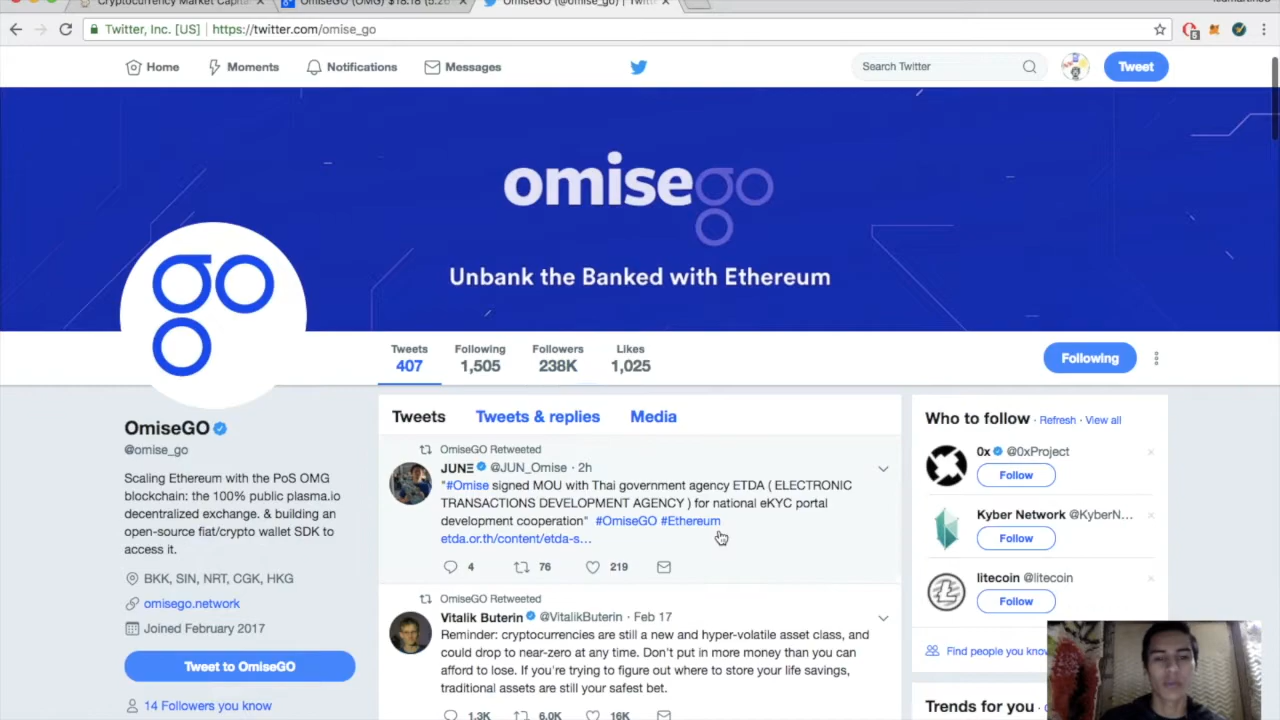 OmiseGO (OMG) $18.18 (5.26
OmiseGO (@omise_go) | Twitt
Twitter, Inc. [US] https://twitter.com/omise_go
Home Moments Notifications Messages Search Twitter Tweet
omisego
Unbank the Banked with Ethereum
go
Tweets Following Followers Likes
407 1,505 238K 1,025
Following
OmiseGO
@omise_go
Scaling Ethereum with the PoS OMG
blockchain: the 100% public plasma.io
decentralized exchange. & building an
open-source fiat/crypto wallet SDK to
access it.
BKK, SIN, NRT, CGK, HKG
omisego.network
Joined February 2017
Tweet to OmiseGO
14 Followers you know
Tweets Tweets & replies Media
OmiseGO Retweeted
JUNΞ @JUN_Omise · 2h
"#Omise signed MOU with Thai government agency ETDA ( ELECTRONIC
TRANSACTIONS DEVELOPMENT AGENCY ) for national eKYC portal
development cooperation" #OmiseGO #Ethereum
etda.or.th/content/etda-s...
4 76 219
OmiseGO Retweeted
Vitalik Buterin @VitalikButerin · Feb 17
Reminder: cryptocurrencies are still a new and hyper-volatile asset class, and
could drop to near-zero at any time. Don't put in more money than you can
afford to lose. If you're trying to figure out where to store your life savings,
traditional assets are still your safest bet.
1.3K 6.0K 16K
Who to follow · Refresh · View all
0x @0xProject
Follow
Kyber Network @KyberN...
Follow
litecoin @litecoin
Follow
Find people you know
Trends for you